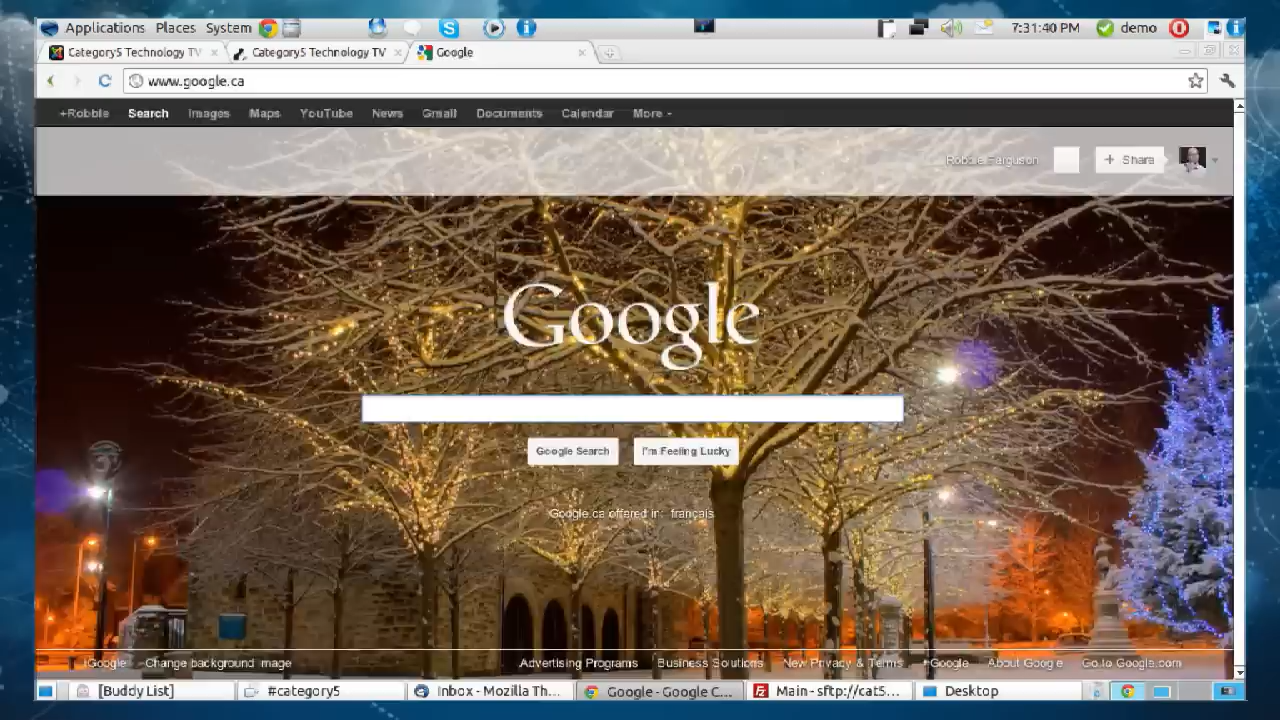 Applications Places System 7:31:40 PM demo
Category5 Technology TV Category5 Technology TV Google
www.google.ca
+Robbie Search Images Maps YouTube News Gmail Documents Calendar More
Robbie Ferguson + Share
Google
Google Search I'm Feeling Lucky
Google.ca offered in: français
iGoogle Change background image Advertising Programs Business Solutions New Privacy & Terms +Google About Google Go to Google.com
[Buddy List] #category5 Inbox - Mozilla Th... Google - Google C... Main - sftp://cat5... Desktop